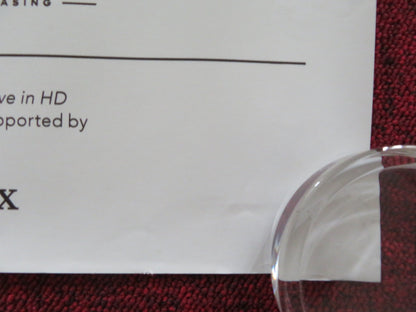 ASING
ve in HD
pported by
X